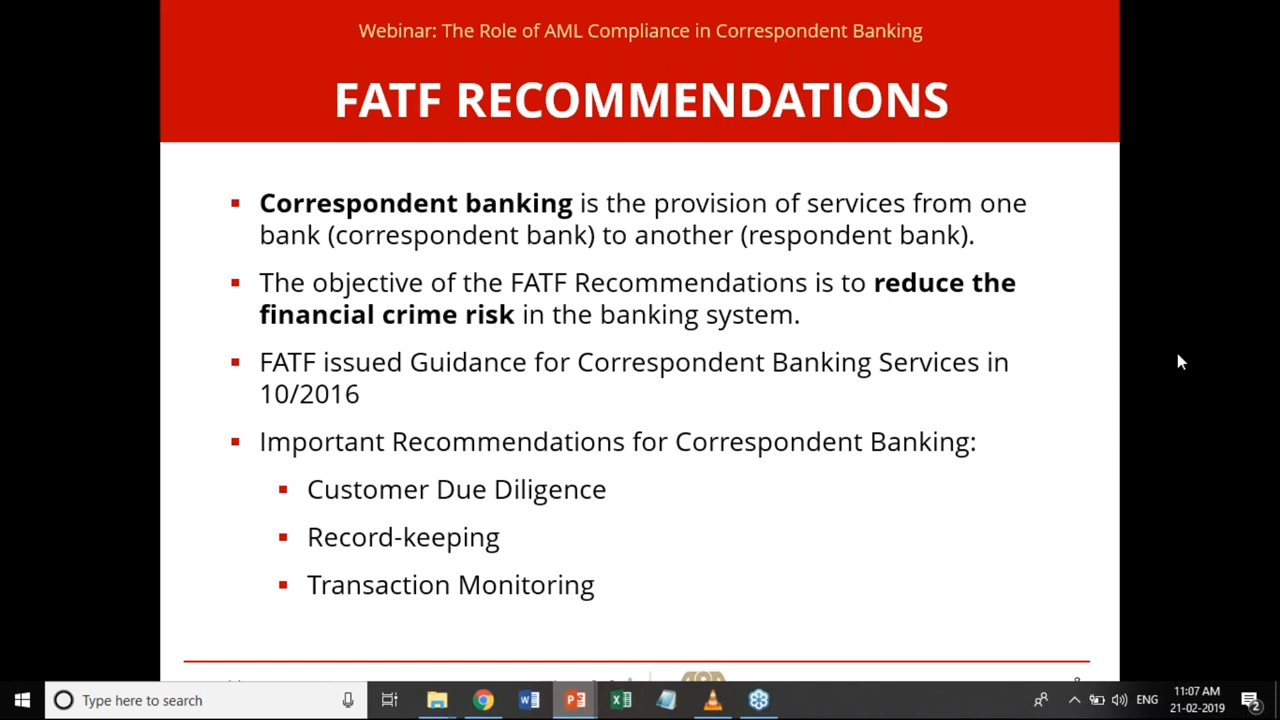 Webinar: The Role of AML Compliance in Correspondent Banking
FATF RECOMMENDATIONS
Correspondent banking is the provision of services from one
bank (correspondent bank) to another (respondent bank).
The objective of the FATF Recommendations is to reduce the
financial crime risk in the banking system.
FATF issued Guidance for Correspondent Banking Services in
10/2016
Important Recommendations for Correspondent Banking:
Customer Due Diligence
Record-keeping
Transaction Monitoring
Type here to search
ENG
11:07 AM
21-02-2019
2